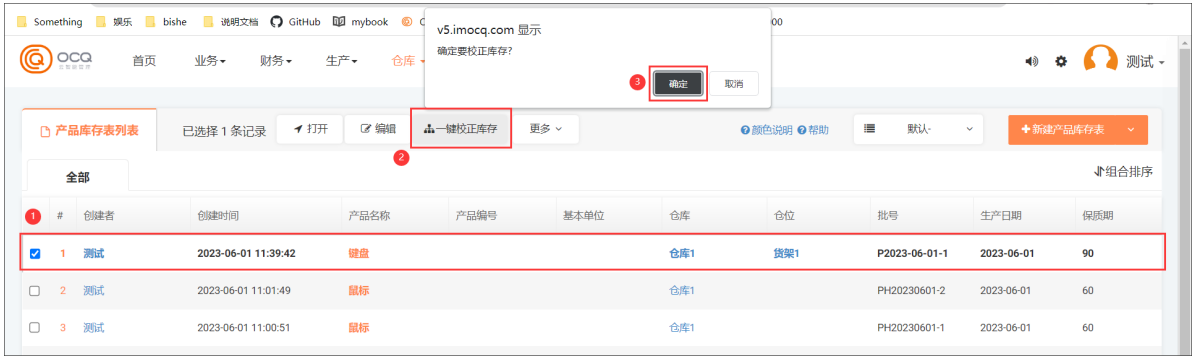 Something 娱乐 bishe 说明文档 GitHub mybook C 00
v5.imocq.com 显示
确定要校正库存?
3 确定 取消
OCQ 首页 业务 财务 生产 仓库 测试
产品库存表列表 已选择 1 条记录 打开 编辑 一键校正库存 更多 颜色说明 帮助 默认- 新建产品库存表
2
全部 组合排序
1 # 创建者 创建时间 产品名称 产品编号 基本单位 仓库 仓位 批号 生产日期 保质期
1 测试 2023-06-01 11:39:42 键盘 仓库1 货架1 P2023-06-01-1 2023-06-01 90
2 测试 2023-06-01 11:01:49 鼠标 仓库1 PH20230601-2 2023-06-01 60
3 测试 2023-06-01 11:00:51 鼠标 仓库1 PH20230601-1 2023-06-01 60